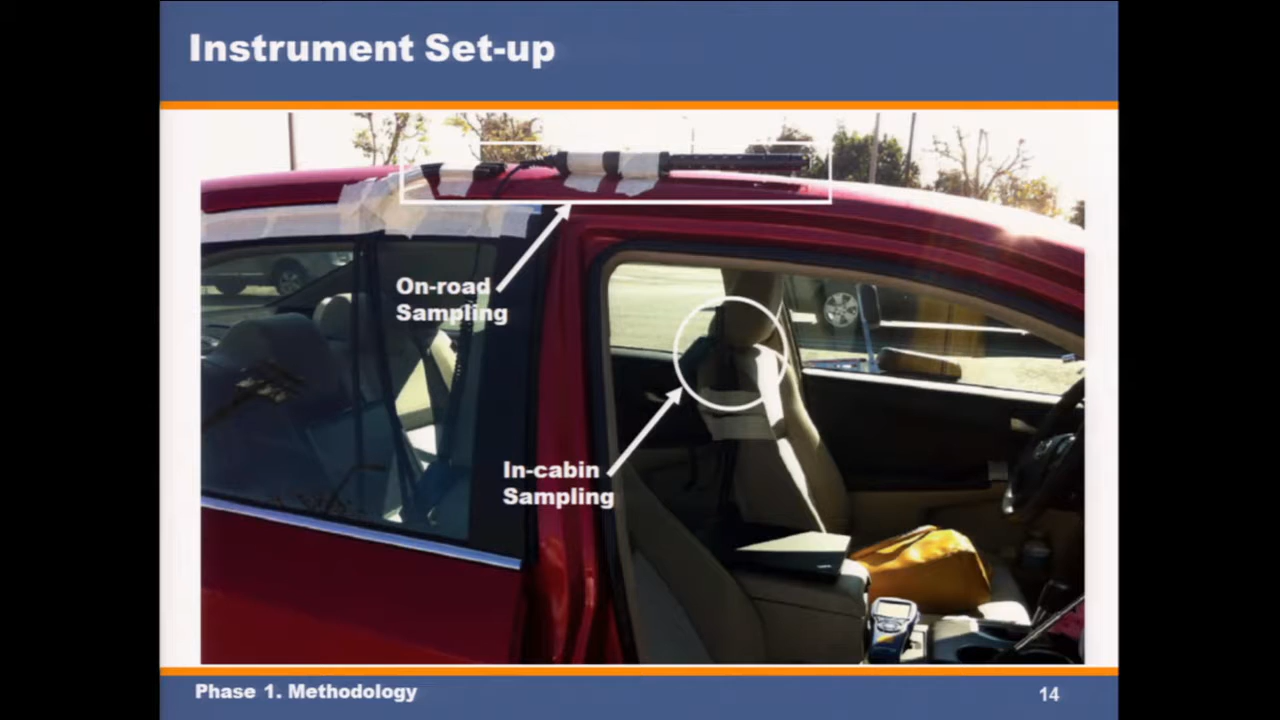 Instrument Set-up
On-road
Sampling
In-cabin
Sampling
Phase 1. Methodology
14